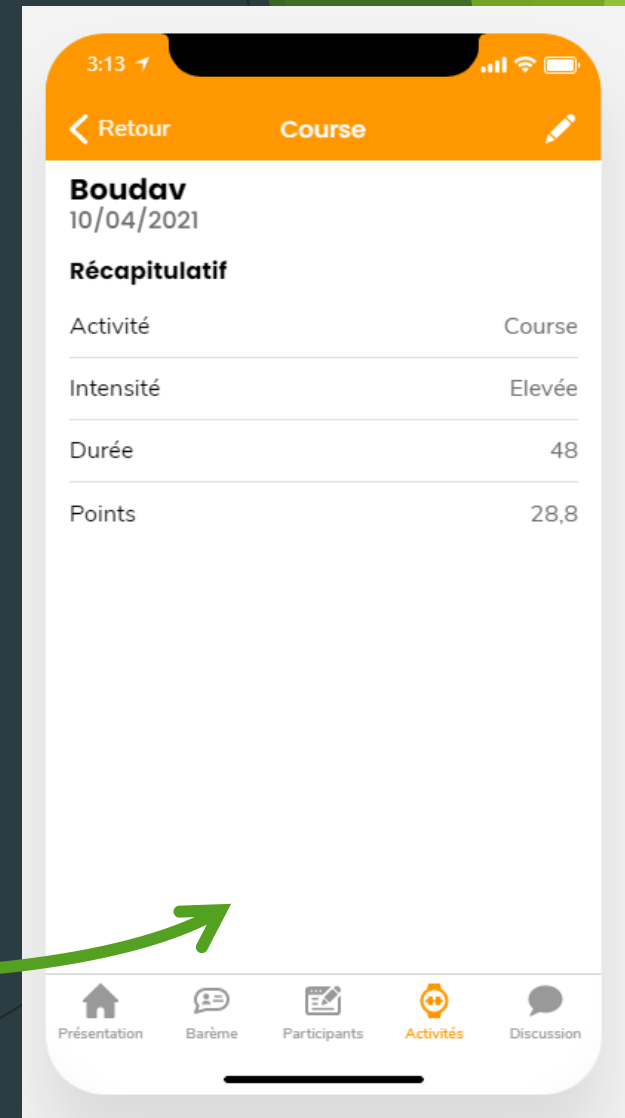 3:13
Retour Course
Boudav
10/04/2021
Récapitulatif
Activité Course
Intensité Elevée
Durée 48
Points 28,8
Présentation Barème Participants Activités Discussion